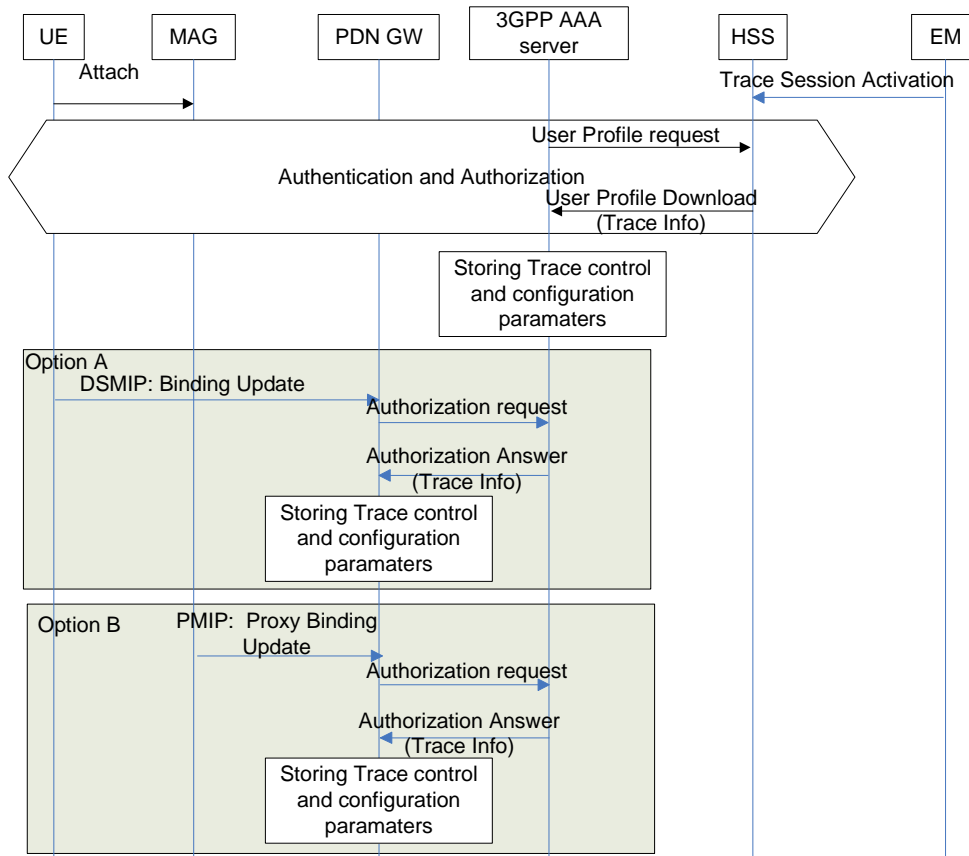 UE
MAG
PDN GW
3GPP AAA
server
HSS
EM
Attach
Trace Session Activation
User Profile request
Authentication and Authorization
User Profile Download
(Trace Info)
Storing Trace control
and configuration
paramaters
Option A
DSMIP: Binding Update
Authorization request
Authorization Answer
(Trace Info)
Storing Trace control
and configuration
paramaters
Option B
PMIP:  Proxy Binding
Update
Authorization request
Authorization Answer
(Trace Info)
Storing Trace control
and configuration
paramaters